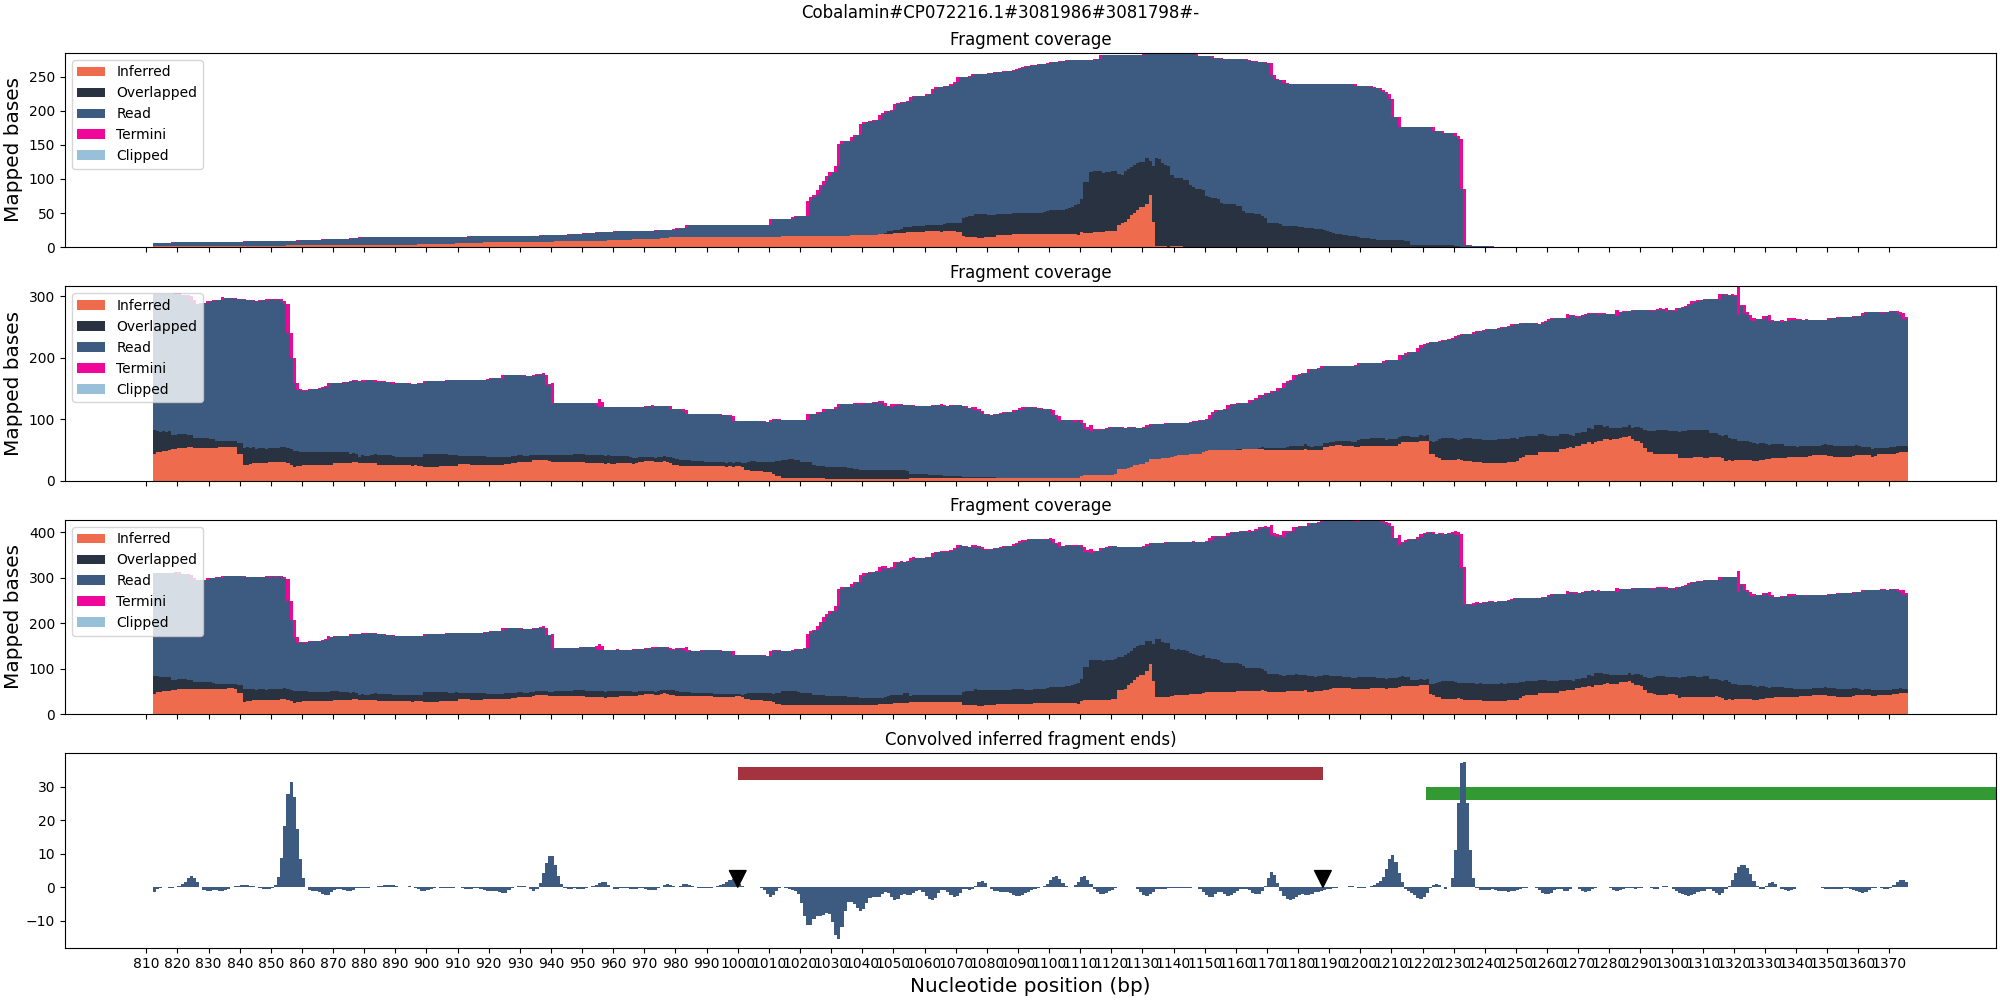 Cobalamin#CP072216.1#3081986#3081798#-
Fragment coverage
Mapped bases
250
200
150
100
50
0
Inferred
Overlapped
Read
Termini
Clipped
Fragment coverage
Mapped bases
300
200
100
0
Inferred
Overlapped
Read
Termini
Clipped
Fragment coverage
Mapped bases
400
300
200
100
0
Inferred
Overlapped
Read
Termini
Clipped
Convolved inferred fragment ends)
30
20
10
0
−10
810 820 830 840 850 860 870 880 890 900 910 920 930 940 950 960 970 980 990 1000 1010 1020 1030 1040 1050 1060 1070 1080 1090 1100 1110 1120 1130 1140 1150 1160 1170 1180 1190 1200 1210 1220 1230 1240 1250 1260 1270 1280 1290 1300 1310 1320 1330 1340 1350 1360 1370
Nucleotide position (bp)